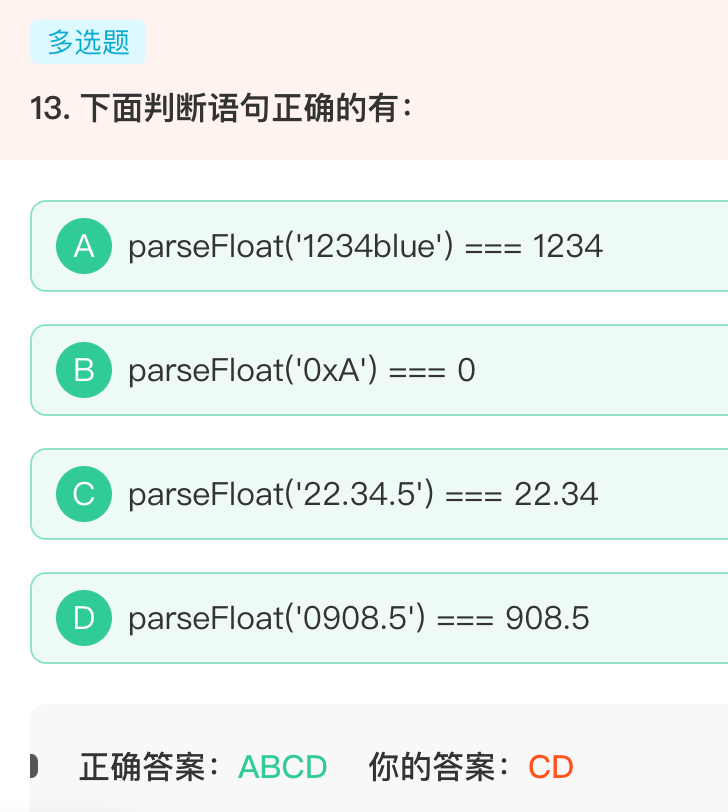 多选题
13. 下面判断语句正确的有：
A parseFloat('1234blue') === 1234
B parseFloat('0xA') === 0
C parseFloat('22.34.5') === 22.34
D parseFloat('0908.5') === 908.5
正确答案：ABCD 你的答案：CD